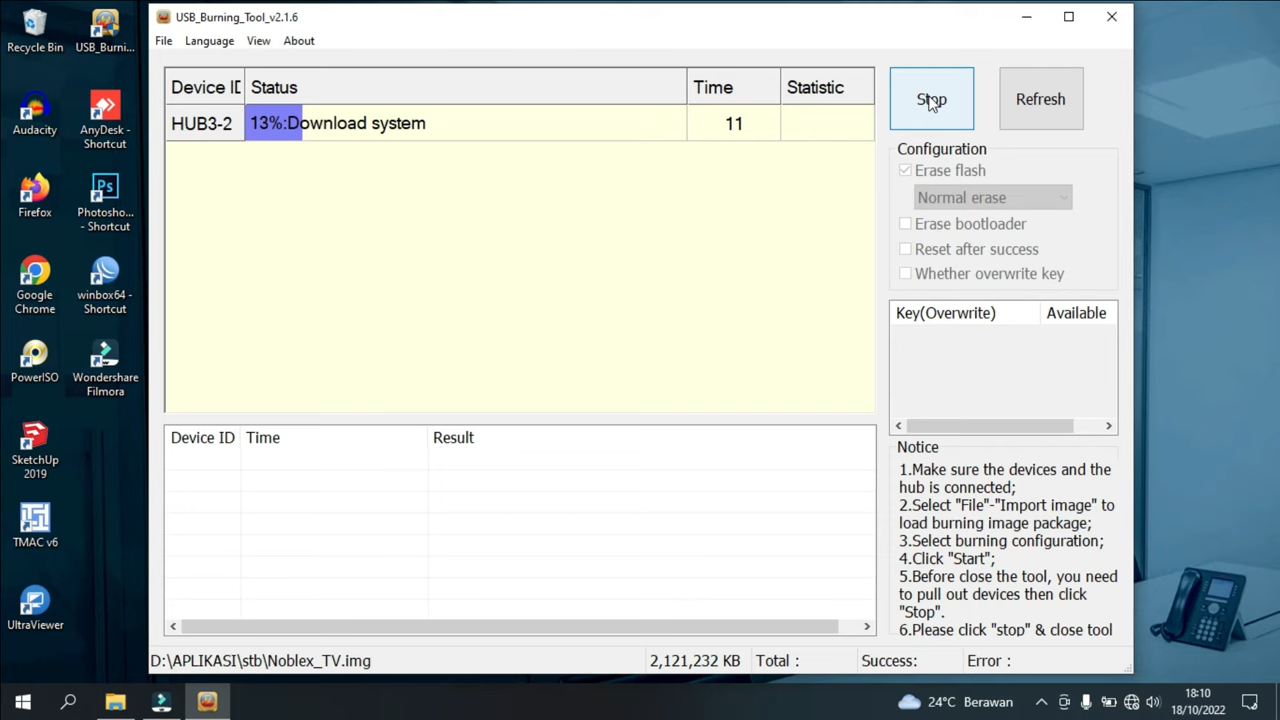 Recycle Bin
USB_Burni...
Audacity
AnyDesk -
Shortcut
Firefox
Photosho...
- Shortcut
Google
Chrome
winbox64 -
Shortcut
PowerISO
Wondershare
Filmora
SketchUp
2019
TMAC v6
UltraViewer
USB_Burning_Tool_v2.1.6
File Language View About
Device ID Status Time Statistic
HUB3-2 13%:Download system 11
Stop Refresh
Configuration
Erase flash
Normal erase
Erase bootloader
Reset after success
Whether overwrite key
Key(Overwrite) Available
Device ID Time Result
Notice
1.Make sure the devices and the
hub is connected;
2.Select "File"-"Import image" to
load burning image package;
3.Select burning configuration;
4.Click "Start";
5.Before close the tool, you need
to pull out devices then click
"Stop".
6.Please click "stop" & close tool
D:\APLIKASI\stb\Noblex_TV.img 2,121,232 KB Total : Success: Error :
24°C Berawan
18:10
18/10/2022